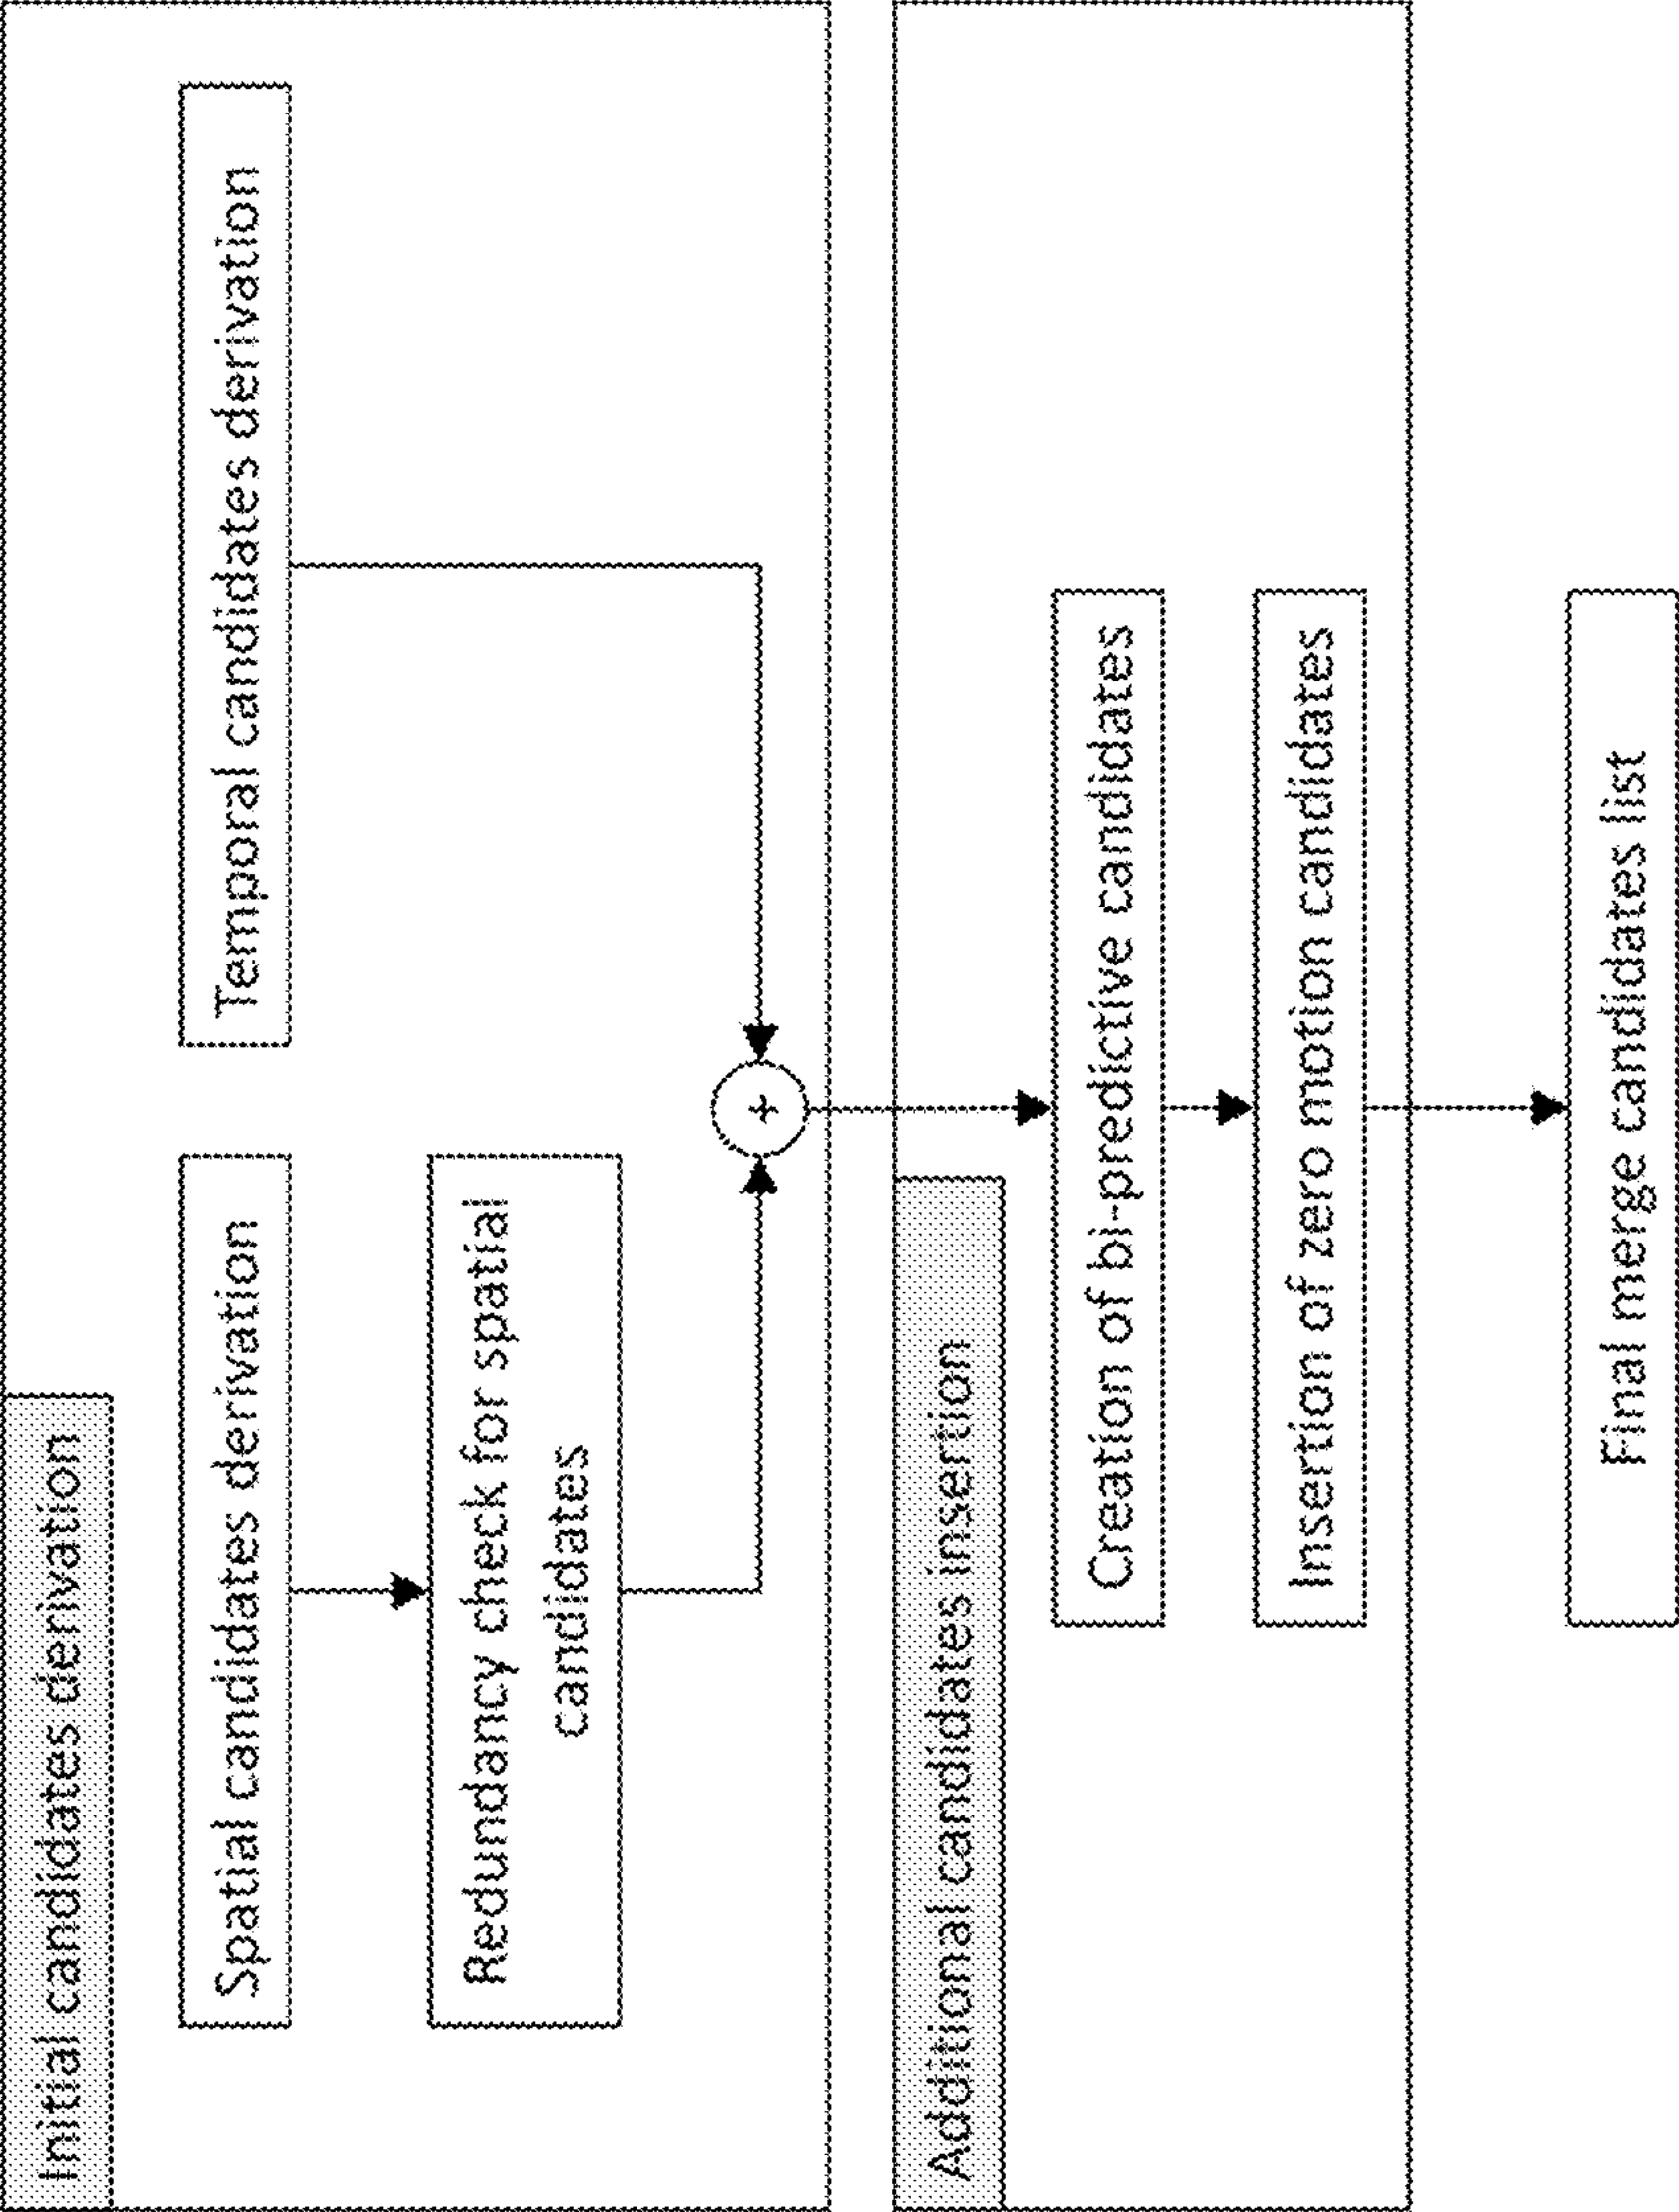 Initial candidates derivation
Spatial candidates derivation
Temporal candidates derivation
Redundancy check for spatial
candidates
+
Additional candidates insertion
Creation of bi-predictive candidates
Insertion of zero motion candidates
Final merge candidates list